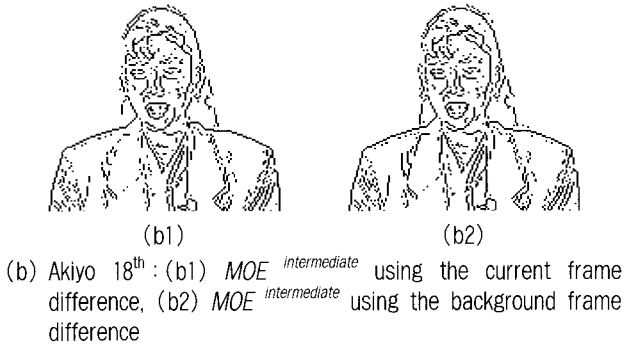 (b1) (b2)
(b) Akiyo 18th : (b1) MOE intermediate using the current frame
difference, (b2) MOE intermediate using the background frame
difference